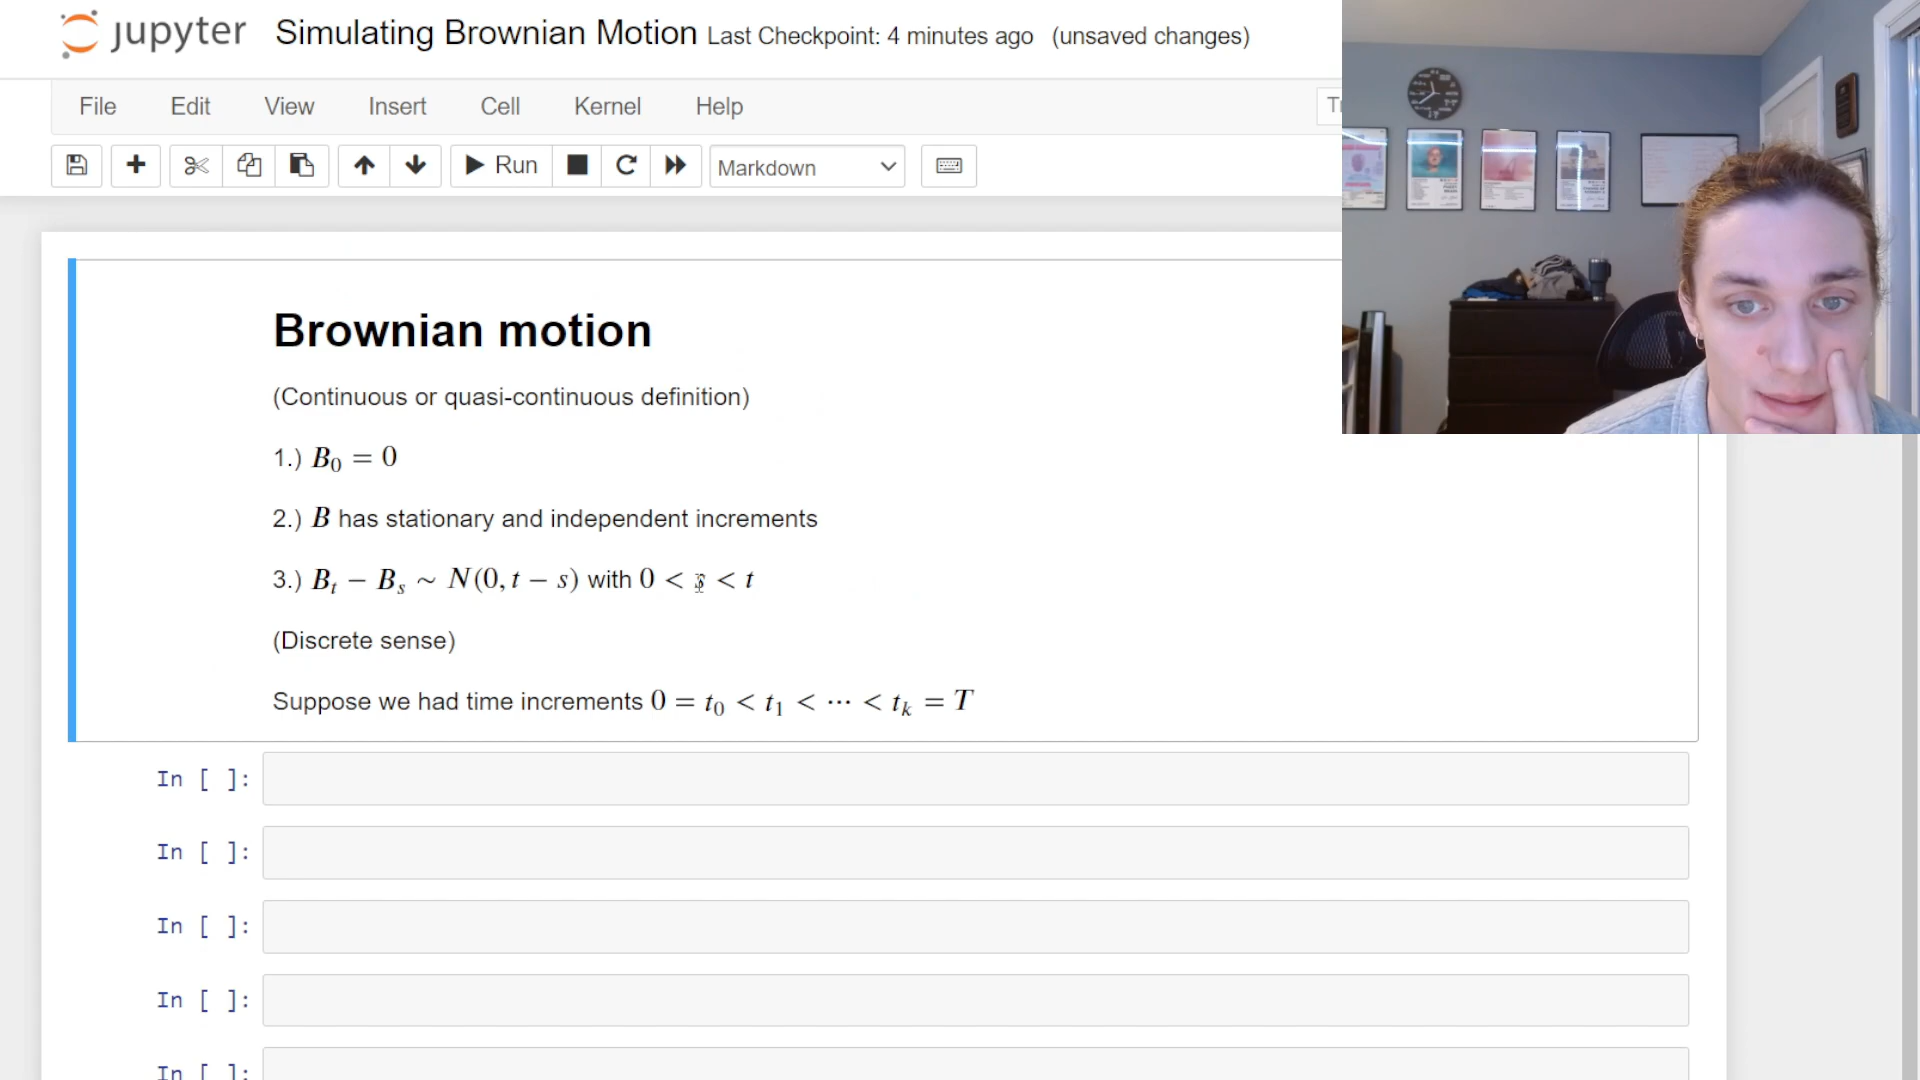 jupyter Simulating Brownian Motion Last Checkpoint: 4 minutes ago (unsaved changes)
File Edit View Insert Cell Kernel Help
Run Markdown
Brownian motion
(Continuous or quasi-continuous definition)
1.) B₀ = 0
2.) B has stationary and independent increments
3.) Bₜ − Bₛ ~ N(0, t − s) with 0 < s < t
(Discrete sense)
Suppose we had time increments 0 = t₀ < t₁ < ⋯ < tₖ = T
In [ ]:
In [ ]:
In [ ]:
In [ ]:
In [ ]: